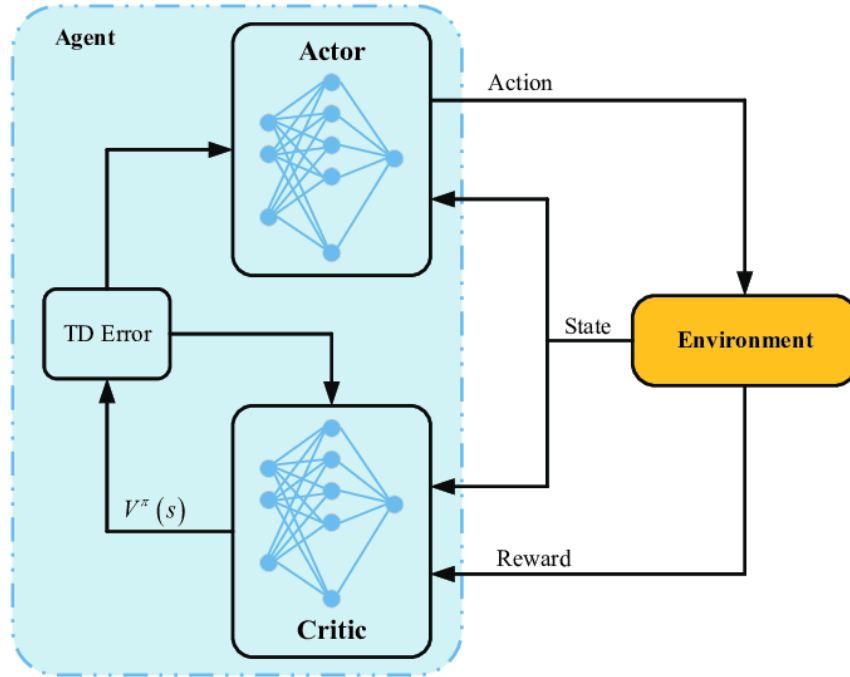 Agent
Actor
Action
TD Error
State
Environment
V^π (s)
Reward
Critic